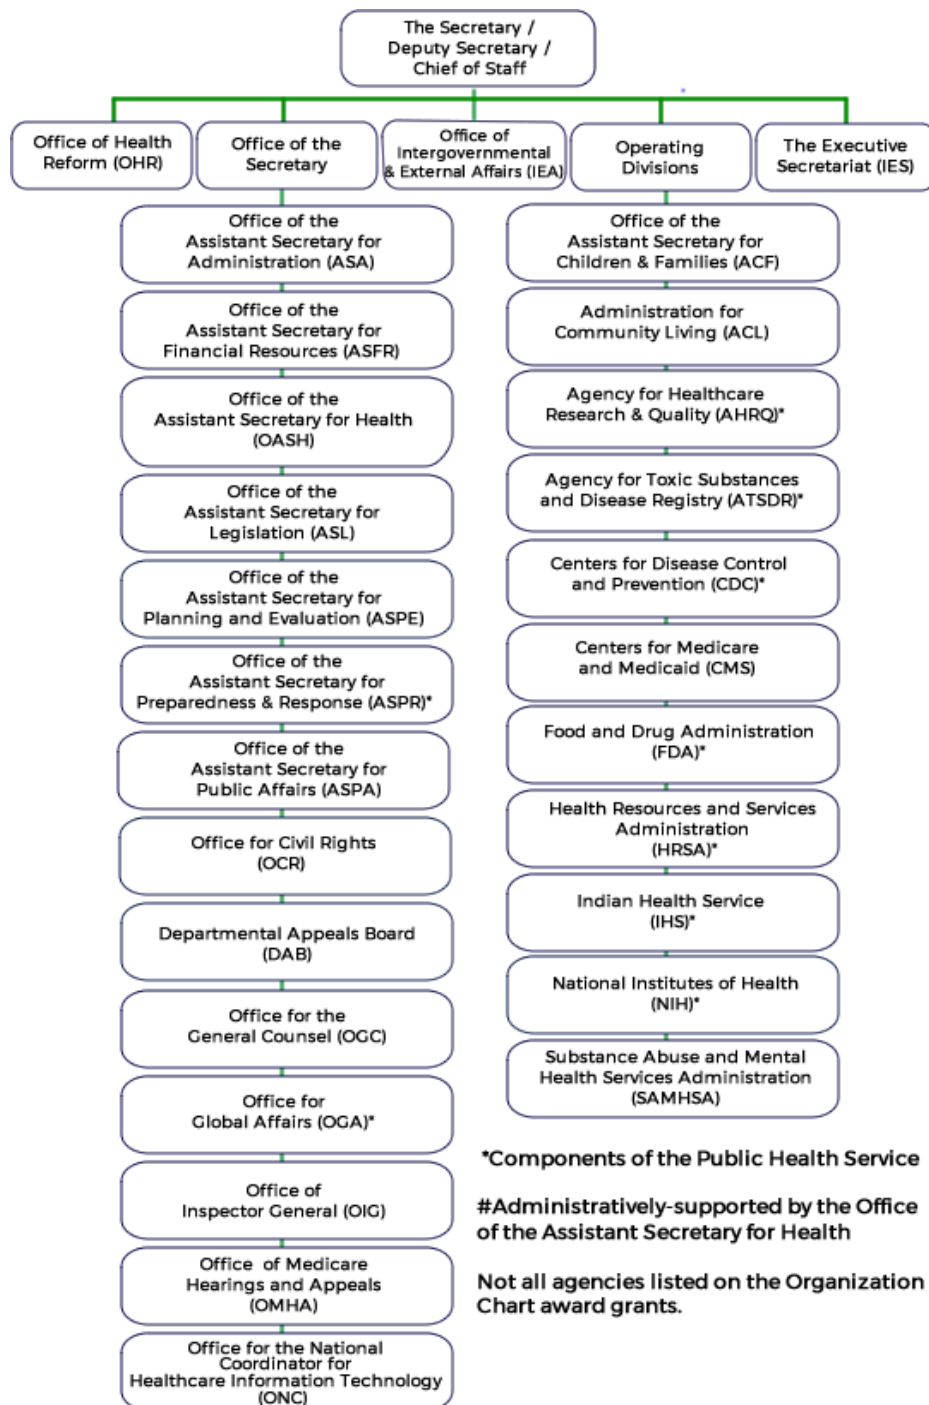 The Secretary /
Deputy Secretary /
Chief of Staff
Office of Health
Reform (OHR)
Office of the
Secretary
Office of
Intergovernmental
& External Affairs (IEA)
Operating
Divisions
The Executive
Secretariat (IES)
Office of the
Assistant Secretary for
Administration (ASA)
Office of the
Assistant Secretary for
Financial Resources (ASFR)
Office of the
Assistant Secretary for Health
(OASH)
Office of the
Assistant Secretary for
Legislation (ASL)
Office of the
Assistant Secretary for
Planning and Evaluation (ASPE)
Office of the
Assistant Secretary for
Preparedness & Response (ASPR)*
Office of the
Assistant Secretary for
Public Affairs (ASPA)
Office for Civil Rights
(OCR)
Departmental Appeals Board
(DAB)
Office for the
General Counsel (OGC)
Office for
Global Affairs (OGA)*
Office of
Inspector General (OIG)
Office of Medicare
Hearings and Appeals
(OMHA)
Office for the National
Coordinator for
Healthcare Information Technology
(ONC)
Office of the
Assistant Secretary for
Children & Families (ACF)
Administration for
Community Living (ACL)
Agency for Healthcare
Research & Quality (AHRQ)*
Agency for Toxic Substances
and Disease Registry (ATSDR)*
Centers for Disease Control
and Prevention (CDC)*
Centers for Medicare
and Medicaid (CMS)
Food and Drug Administration
(FDA)*
Health Resources and Services
Administration
(HRSA)*
Indian Health Service
(IHS)*
National Institutes of Health
(NIH)*
Substance Abuse and Mental
Health Services Administration
(SAMHSA)
*Components of the Public Health Service
#Administratively-supported by the Office
of the Assistant Secretary for Health
Not all agencies listed on the Organization
Chart award grants.